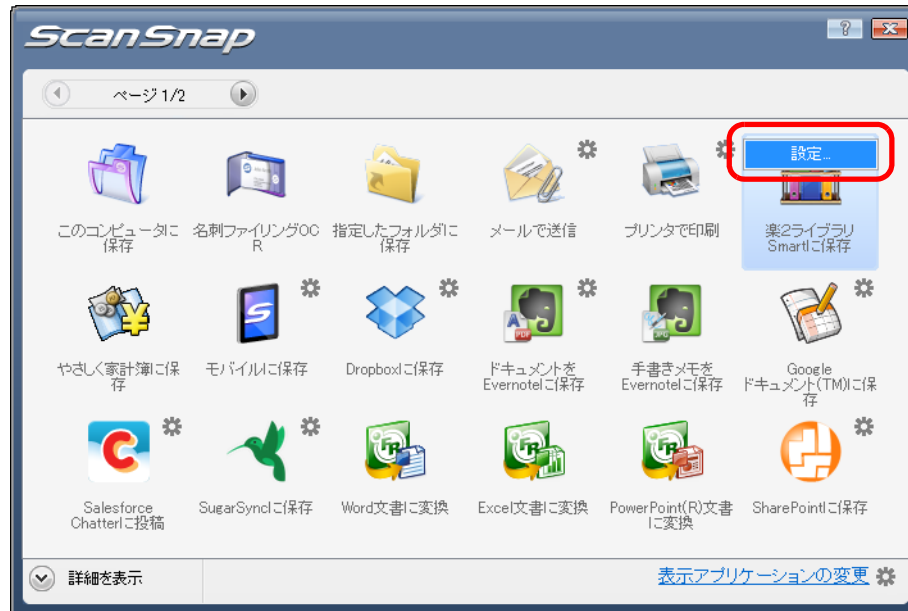 ScanSnap
ページ 1/2
設定...
このコンピュータに
保存
名刺ファイリングOC
R
指定したフォルダに
保存
メールで送信
プリンタで印刷
楽2ライブラリ
Smartに保存
やさしく家計簿に保
存
モバイルに保存
Dropboxに保存
ドキュメントを
Evernoteに保存
手書きメモを
Evernoteに保存
Google
ドキュメント(TM)に保
存
Salesforce
Chatterに投稿
SugarSyncに保存
Word文書に変換
Excel文書に変換
PowerPoint(R)文書
に変換
SharePointに保存
詳細を表示
表示アプリケーションの変更